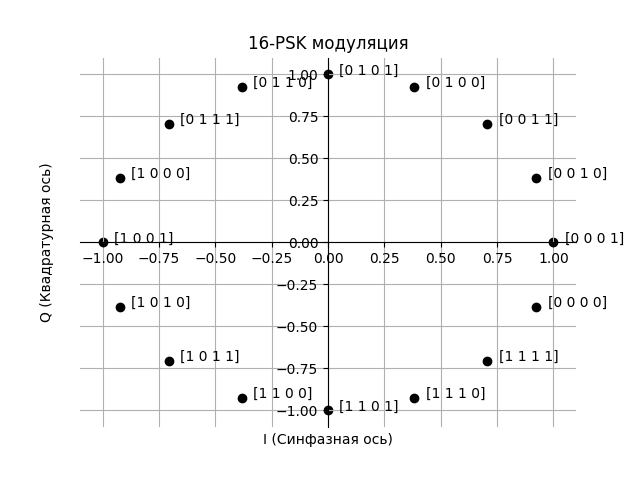 16-PSK модуляция
[0 1 0 1]
1.00
[0 1 1 0]
[0 1 0 0]
[0 1 1 1]
0.75
[0 0 1 1]
0.50
[1 0 0 0]
[0 0 1 0]
0.25
[1 0 0 1]
0.00
[0 0 0 1]
−1.00 −0.75 −0.50 −0.25 0.00 0.25 0.50 0.75 1.00
−0.25
[1 0 1 0]
[0 0 0 0]
−0.50
[1 0 1 1]
−0.75
[1 1 1 1]
[1 1 0 0]
[1 1 1 0]
−1.00
[1 1 0 1]
I (Синфазная ось)
Q (Квадратурная ось)